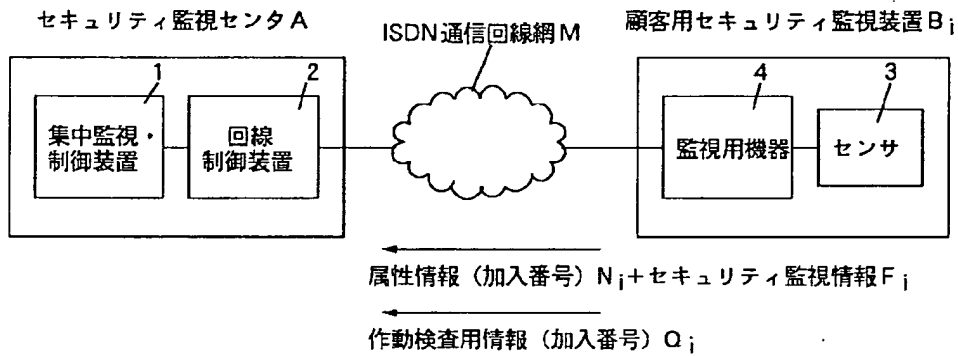 セキュリティ監視センタA
ISDN通信回線網M
顧客用セキュリティ監視装置Bi
1
2
4
3
集中監視・
制御装置
回線
制御装置
監視用機器
センサ
属性情報（加入番号）Ni+セキュリティ監視情報Fi
作動検査用情報（加入番号）Qi